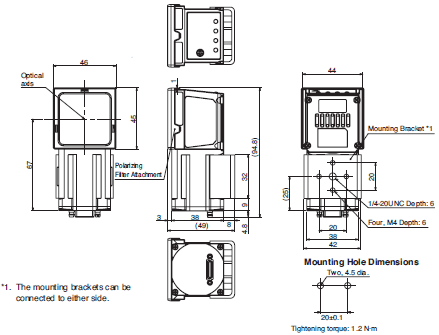 46
Optical
axis
45
67
Polarizing
Filter Attachment
1
(94.8)
32
9
4.8
3
38
8
(49)
44
Mounting Bracket *1
20
(25)
1/4-20UNC Depth: 6
Four, M4 Depth: 6
20
38
42
*1. The mounting brackets can be
connected to either side.
Mounting Hole Dimensions
Two, 4.5 dia.
20±0.1
Tightening torque: 1.2 N·m